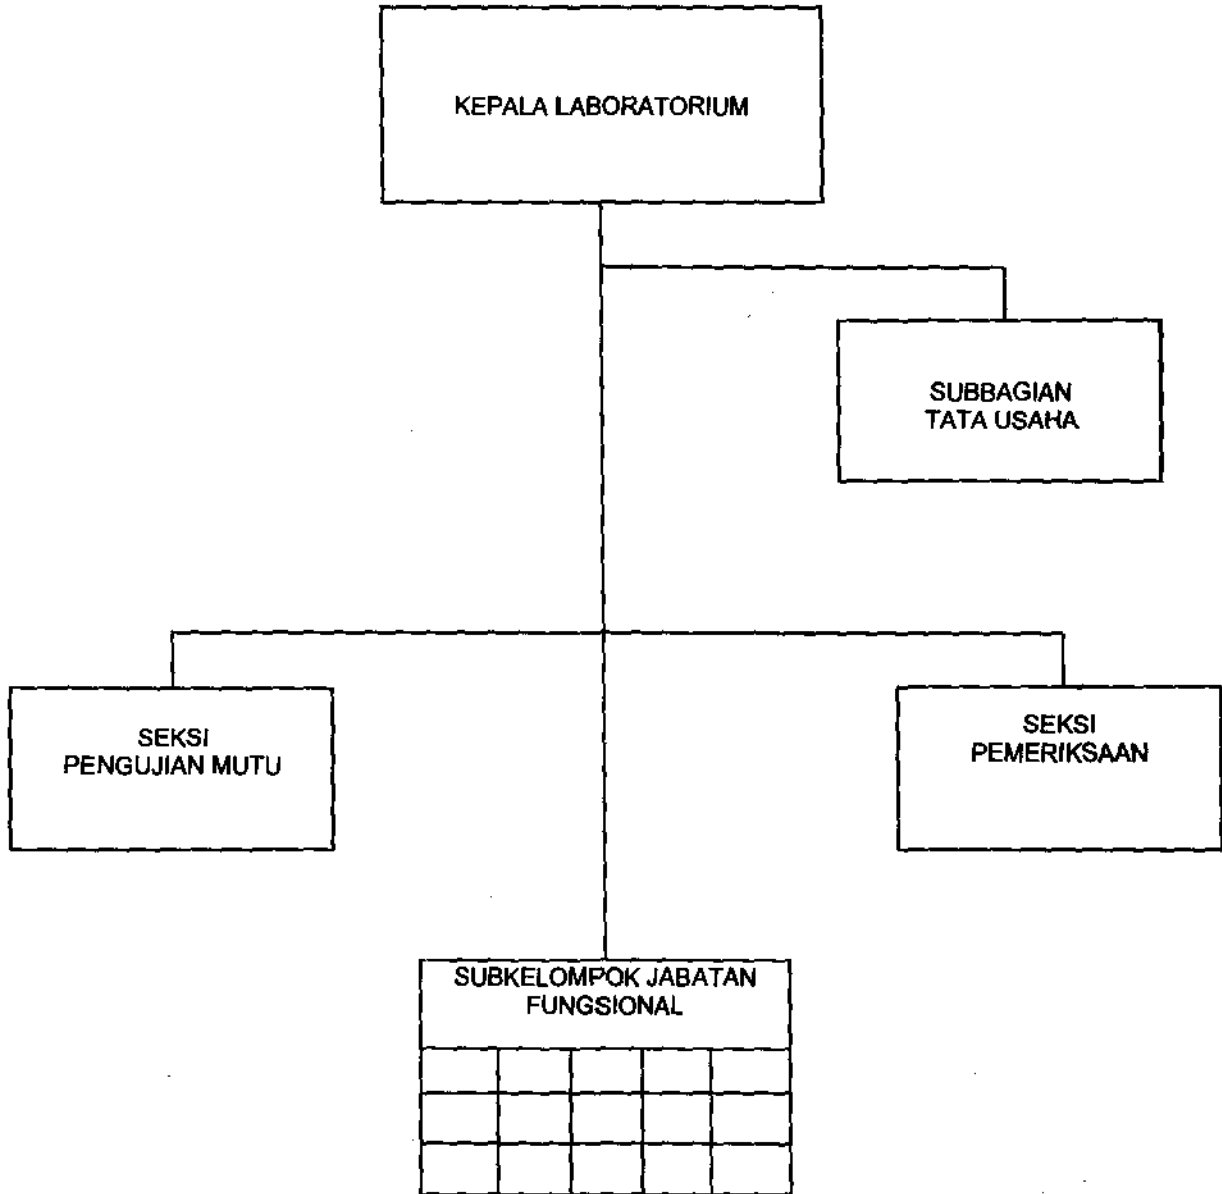 KEPALA LABORATORIUM
SUBBAGIAN
TATA USAHA
SEKSI
PENGUJIAN MUTU
SEKSI
PEMERIKSAAN
SUBKELOMPOK JABATAN
FUNGSIONAL